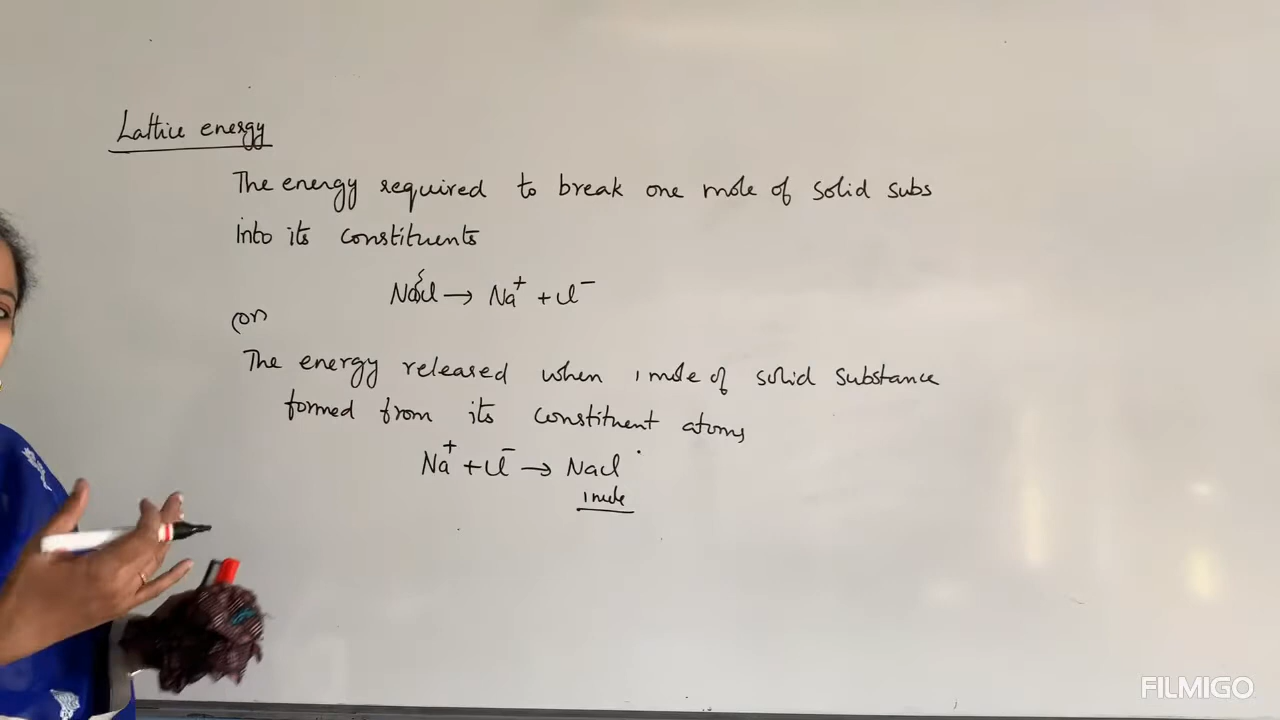 Lattice energy
The energy required to break one mole of solid subs
into its constituents
NaCl → Na⁺ + Cl⁻
(or)
The energy released when 1 mole of solid substance
formed from its constituent atoms
Na⁺ + Cl⁻ → NaCl
1 mole
FILMIGO